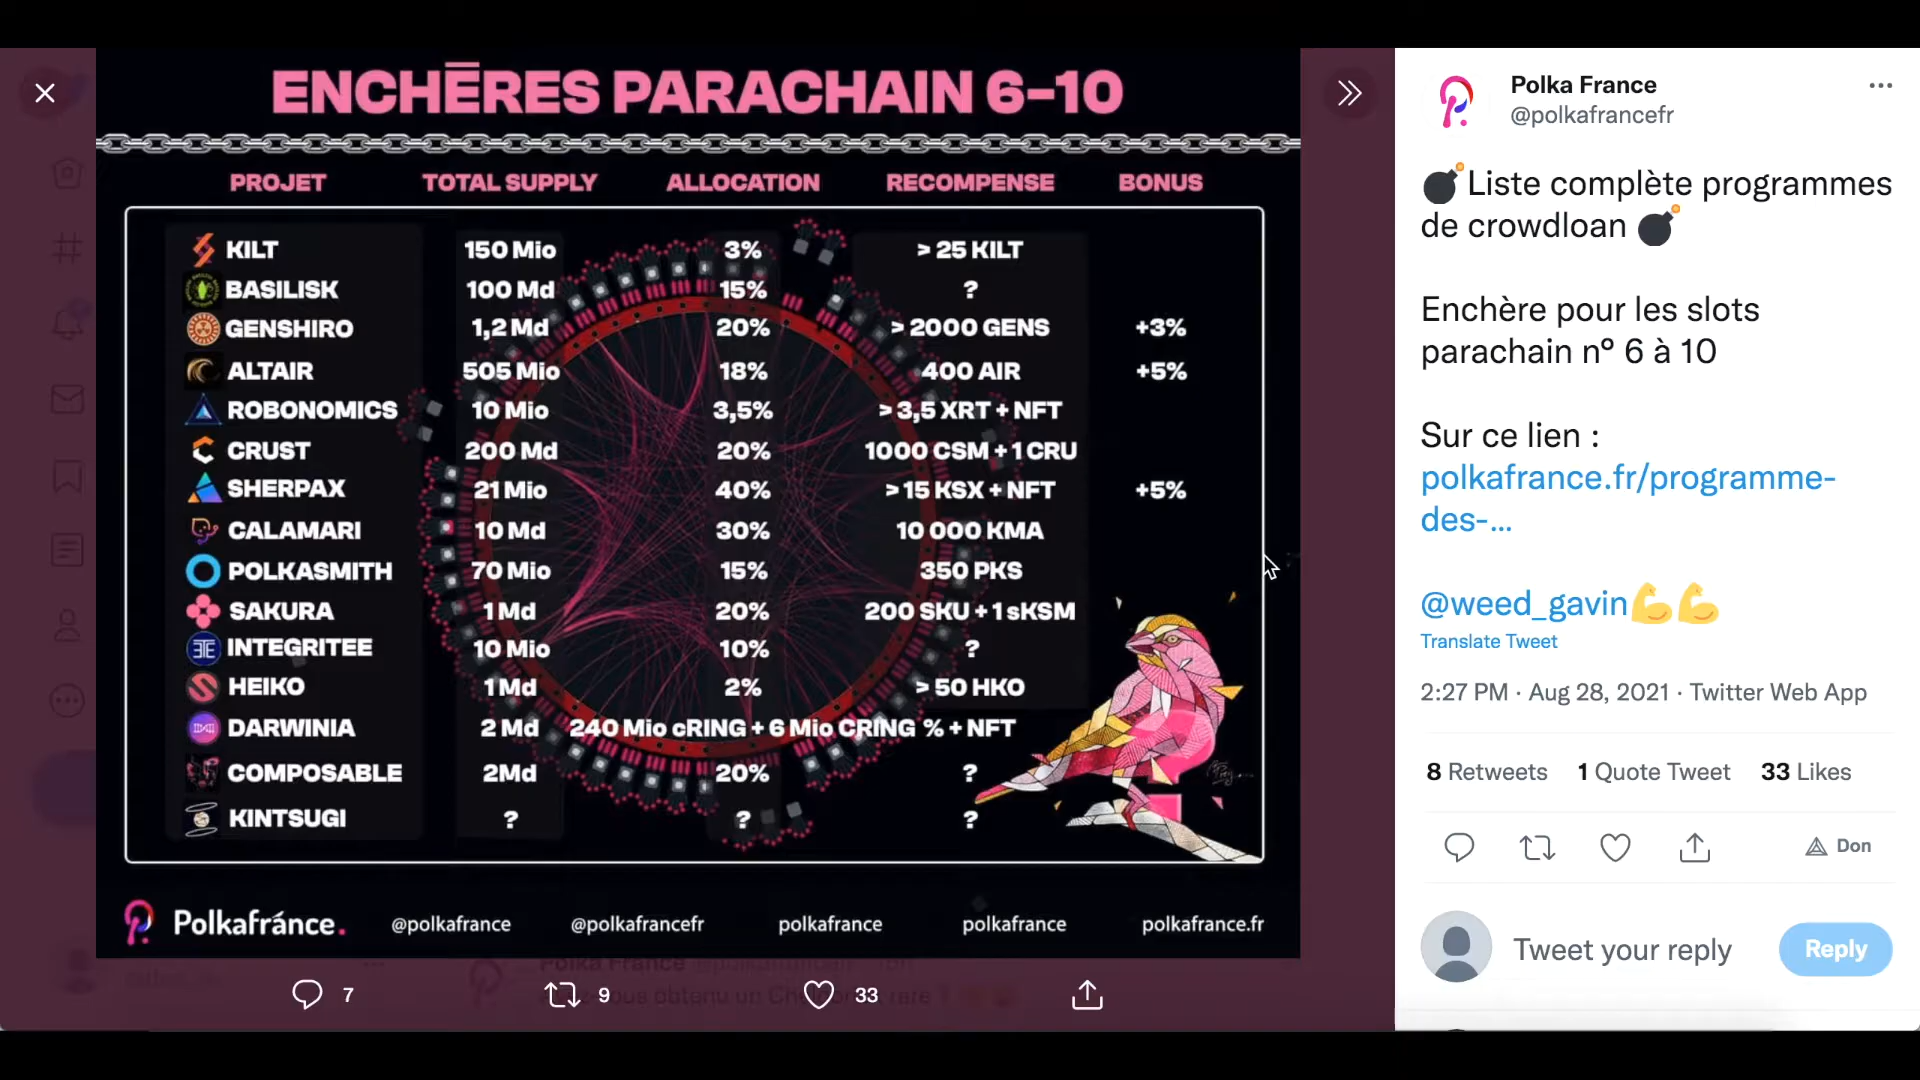 ENCHÈRES PARACHAIN 6-10
PROJET TOTAL SUPPLY ALLOCATION RECOMPENSE BONUS
KILT 150 Mio 3% > 25 KILT
BASILISK 100 Md 15% ?
GENSHIRO 1,2 Md 20% > 2000 GENS +3%
ALTAIR 505 Mio 18% 400 AIR +5%
ROBONOMICS 10 Mio 3,5% > 3,5 XRT + NFT
CRUST 200 Md 20% 1000 CSM + 1 CRU
SHERPAX 21 Mio 40% > 15 KSX + NFT +5%
CALAMARI 10 Md 30% 10 000 KMA
POLKASMITH 70 Mio 15% 350 PKS
SAKURA 1 Md 20% 200 SKU + 1 sKSM
INTEGRITEE 10 Mio 10% ?
HEIKO 1 Md 2% > 50 HKO
DARWINIA 2 Md 240 Mio cRING + 6 Mio CRING % + NFT
COMPOSABLE 2Md 20% ?
KINTSUGI ? ? ?
Polkafránce. @polkafrance @polkafrancefr polkafrance polkafrance polkafrance.fr
7 9 33
Polka France
@polkafrancefr
💣Liste complète programmes
de crowdloan 💣
Enchère pour les slots
parachain nº 6 à 10
Sur ce lien :
polkafrance.fr/programme-
des-...
@weed_gavin💪💪
Translate Tweet
2:27 PM · Aug 28, 2021 · Twitter Web App
8 Retweets 1 Quote Tweet 33 Likes
Don
Tweet your reply
Reply